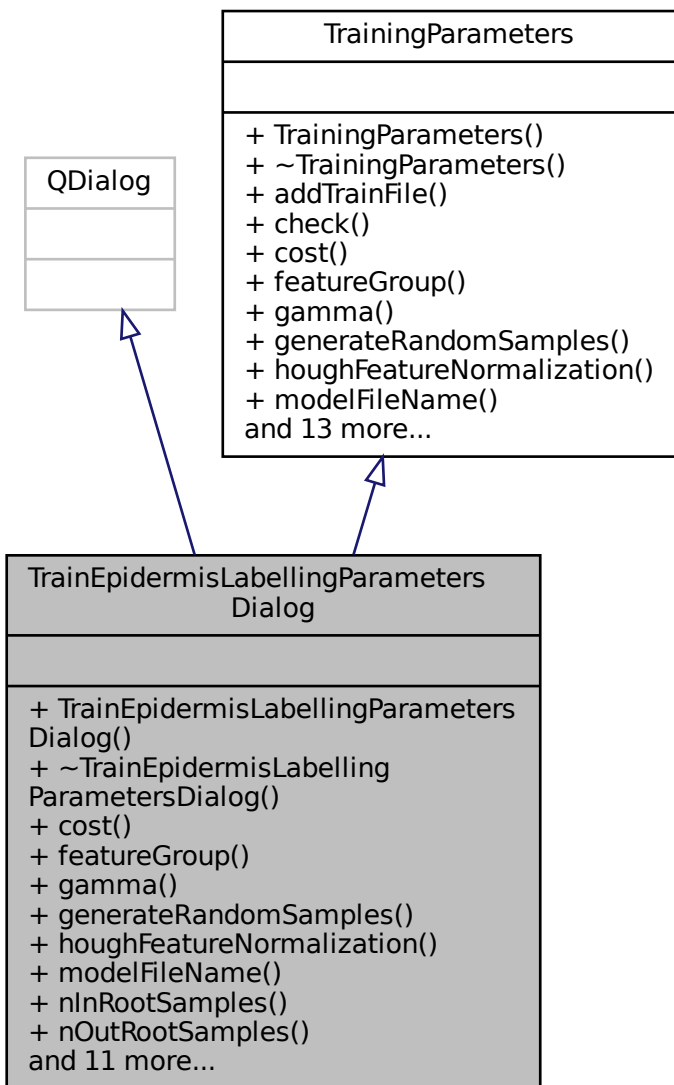 TrainingParameters
+ TrainingParameters()
+ ~TrainingParameters()
+ addTrainFile()
+ check()
+ cost()
+ featureGroup()
+ gamma()
+ generateRandomSamples()
+ houghFeatureNormalization()
+ modelFileName()
and 13 more...
QDialog
TrainEpidermisLabellingParameters
Dialog
+ TrainEpidermisLabellingParameters
Dialog()
+ ~TrainEpidermisLabelling
ParametersDialog()
+ cost()
+ featureGroup()
+ gamma()
+ generateRandomSamples()
+ houghFeatureNormalization()
+ modelFileName()
+ nInRootSamples()
+ nOutRootSamples()
and 11 more...